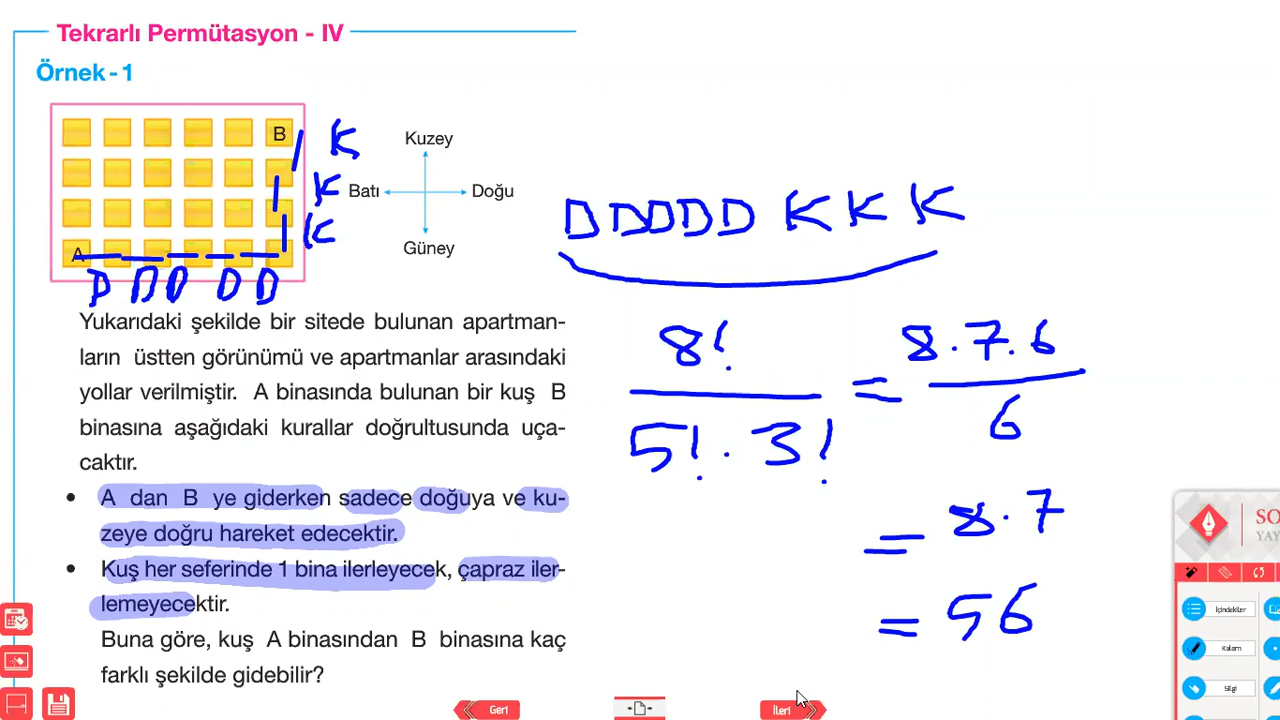 Tekrarlı Permütasyon - IV
Örnek - 1
B
K
Kuzey
K
Batı
Doğu
D D D D D K K K
K
A
Güney
D D D D D
Yukarıdaki şekilde bir sitede bulunan apartman-
ların üstten görünümü ve apartmanlar arasındaki
yollar verilmiştir. A binasında bulunan bir kuş B
binasına aşağıdaki kurallar doğrultusunda uça-
caktır.
• A dan B ye giderken sadece doğuya ve ku-
zeye doğru hareket edecektir.
• Kuş her seferinde 1 bina ilerleyecek, çapraz iler-
lemeyecektir.
Buna göre, kuş A binasından B binasına kaç
farklı şekilde gidebilir?
8! / 5! . 3! = 8.7.6 / 6
= 8.7
= 56
SO
YAY
İçindekiler
Kalem
Silgi
Geri
İleri